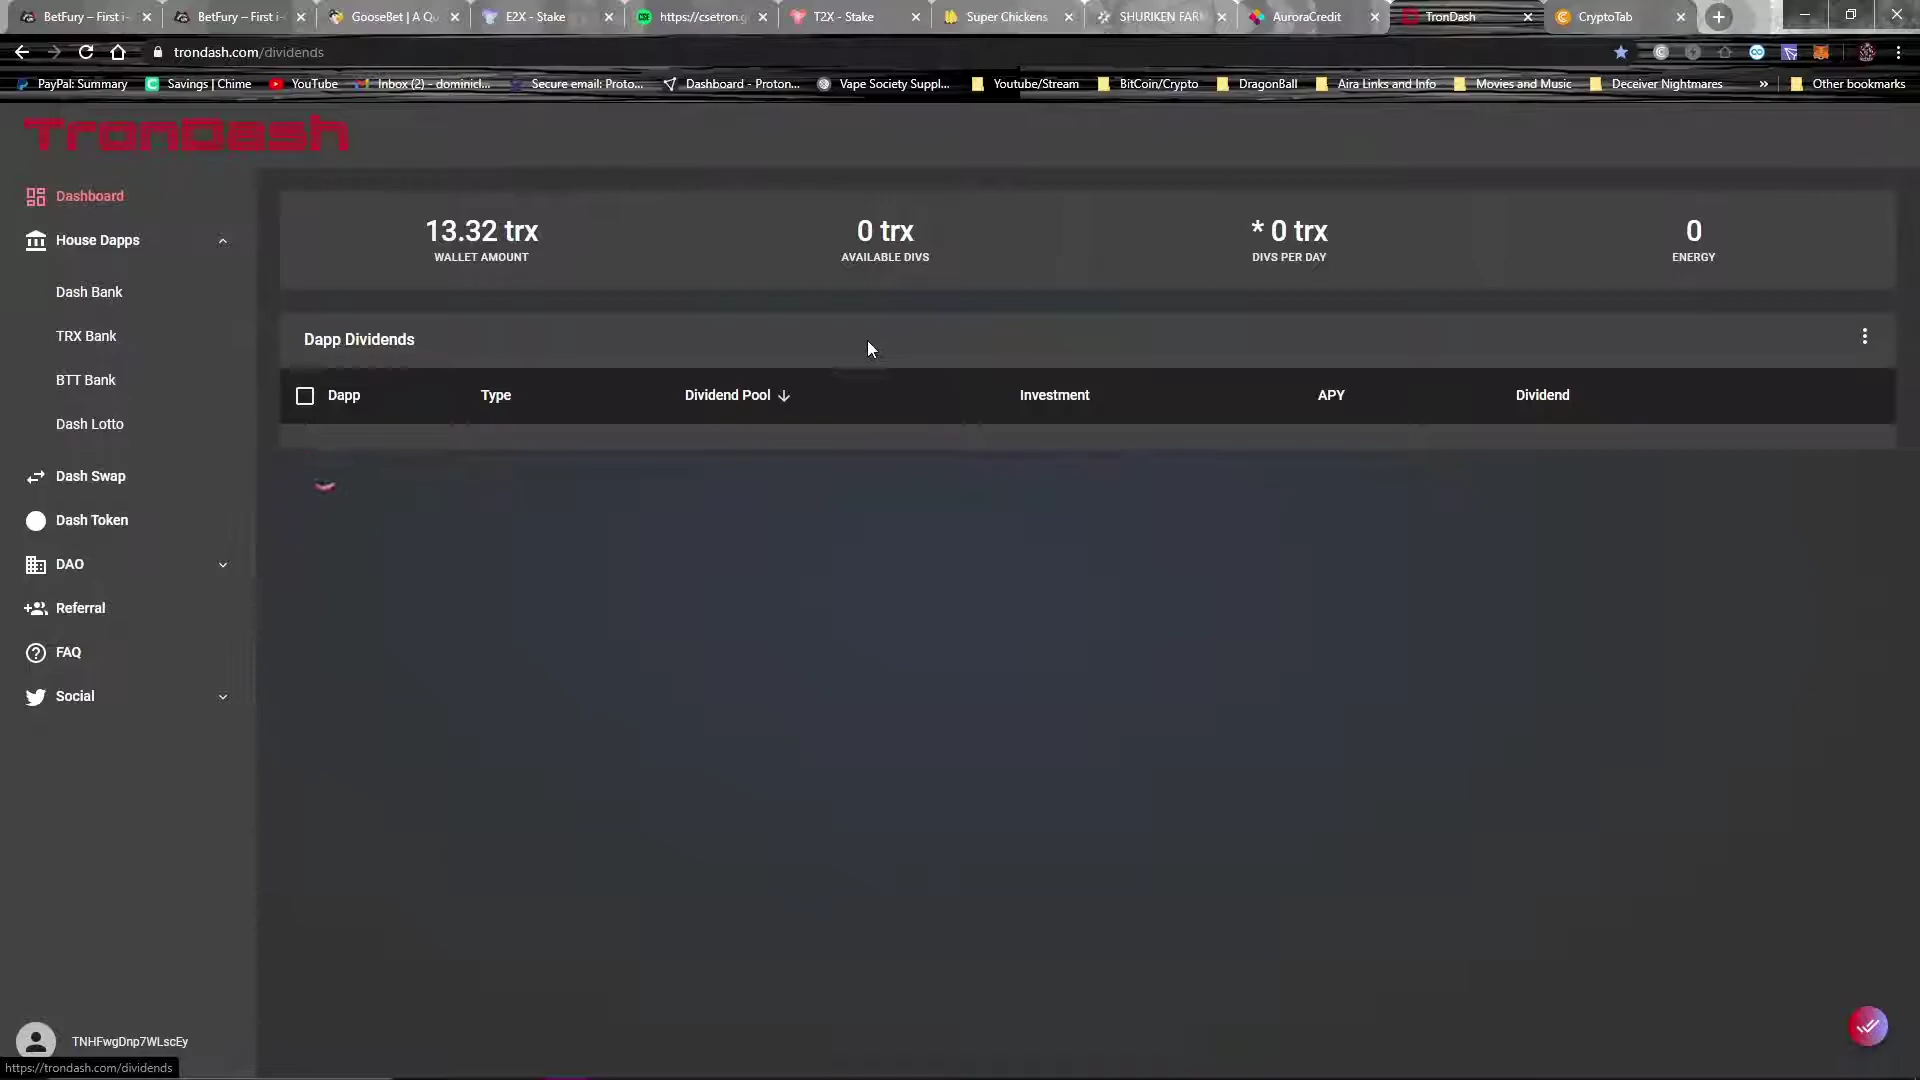 BetFury – First i
BetFury – First i
GooseBet | A Qu
E2X - Stake
https://csetron.g
T2X - Stake
Super Chickens
SHURIKEN FARM
AuroraCredit
TronDash
CryptoTab
trondash.com/dividends
PayPal: Summary
Savings | Chime
YouTube
Inbox (2) - dominicl...
Secure email: Proto...
Dashboard - Proton...
Vape Society Suppl...
Youtube/Stream
BitCoin/Crypto
DragonBall
Aira Links and Info
Movies and Music
Deceiver Nightmares
»
Other bookmarks
TronDash
Dashboard
House Dapps
Dash Bank
TRX Bank
BTT Bank
Dash Lotto
Dash Swap
Dash Token
DAO
Referral
FAQ
Social
13.32 trx
WALLET AMOUNT
0 trx
AVAILABLE DIVS
* 0 trx
DIVS PER DAY
0
ENERGY
Dapp Dividends
Dapp Type Dividend Pool Investment APY Dividend
TNHFwgDnp7WLscEy
https://trondash.com/dividends